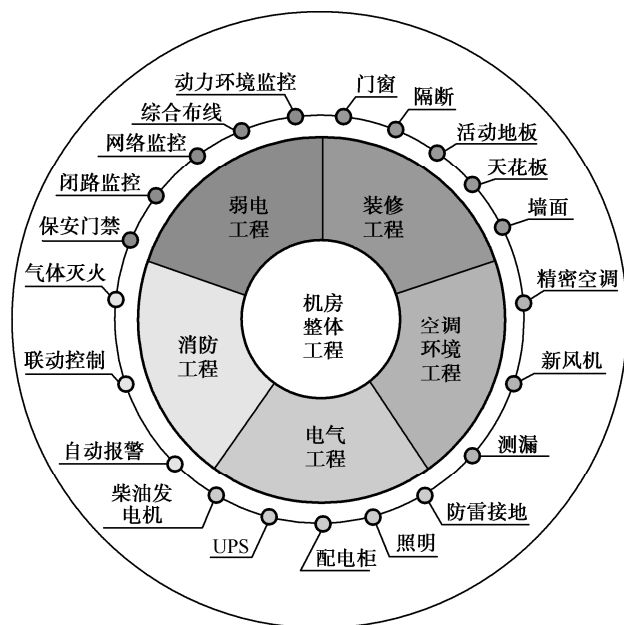 动力环境监控
门窗
综合布线
隔断
网络监控
活动地板
闭路监控
天花板
保安门禁
墙面
弱电
工程
装修
工程
气体灭火
精密空调
机房
整体
工程
消防
工程
空调
环境
工程
联动控制
新风机
电气
工程
自动报警
测漏
柴油发
电机
防雷接地
UPS
配电柜
照明